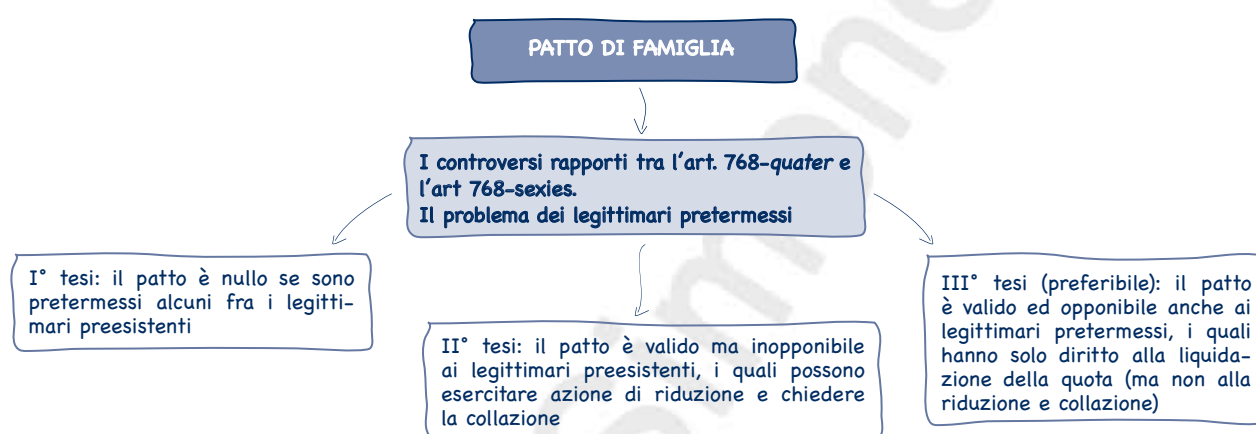 PATTO DI FAMIGLIA
I controversi rapporti tra l'art. 768-quater e
l'art 768-sexies.
Il problema dei legittimari pretermessi
I° tesi: il patto è nullo se sono
pretermessi alcuni fra i legitti-
mari preesistenti
II° tesi: il patto è valido ma inopponibile
ai legittimari preesistenti, i quali possono
esercitare azione di riduzione e chiedere
la collazione
III° tesi (preferibile): il patto
è valido ed opponibile anche ai
legittimari pretermessi, i quali
hanno solo diritto alla liquida-
zione della quota (ma non alla
riduzione e collazione)
Simone